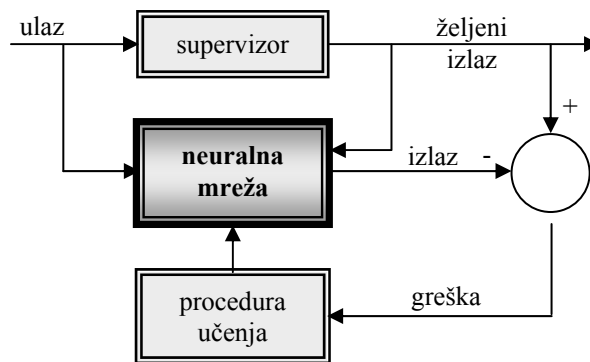 ulaz
supervizor
željeni
izlaz
+
neuralna
mreža
izlaz -
procedura
učenja
greška